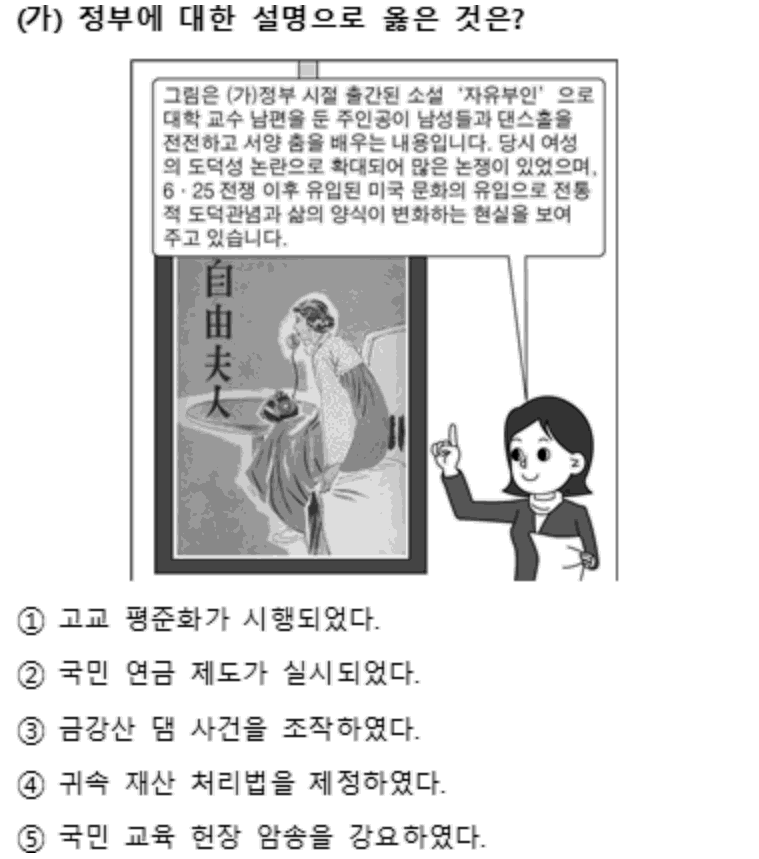 (가) 정부에 대한 설명으로 옳은 것은?
그림은 (가)정부 시절 출간된 소설 '자유부인' 으로
대학 교수 남편을 둔 주인공이 남성들과 댄스홀을
전전하고 서양 춤을 배우는 내용입니다. 당시 여성
의 도덕성 논란으로 확대되어 많은 논쟁이 있었으며,
6·25 전쟁 이후 유입된 미국 문화의 유입으로 전통
적 도덕관념과 삶의 양식이 변화하는 현실을 보여
주고 있습니다.
自由夫人
① 고교 평준화가 시행되었다.
② 국민 연금 제도가 실시되었다.
③ 금강산 댐 사건을 조작하였다.
④ 귀속 재산 처리법을 제정하였다.
⑤ 국민 교육 헌장 암송을 강요하였다.